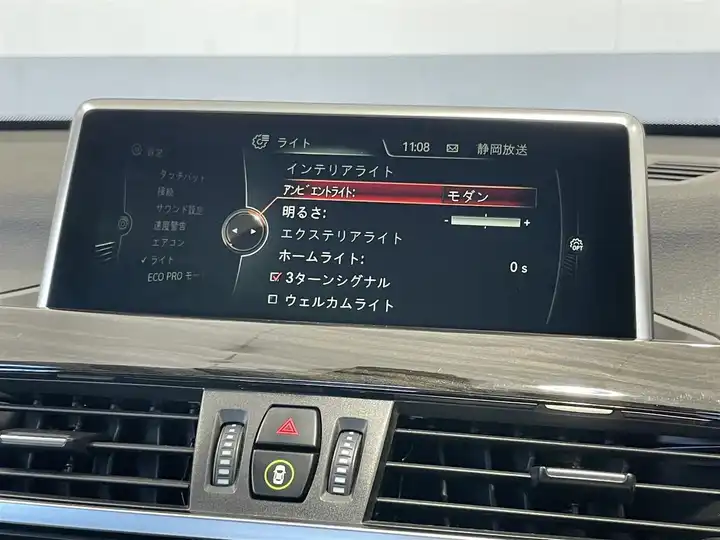 ライト
11:08 静岡放送
設定
タッチパッド
接続
サウンド設定
速度警告
エアコン
✓ライト
ECO PRO モー
インテリアライト
アンビエントライト: モダン
明るさ: - +
エクステリアライト
ホームライト: 0 s
☑ 3ターンシグナル
☐ ウェルカムライト
OPT